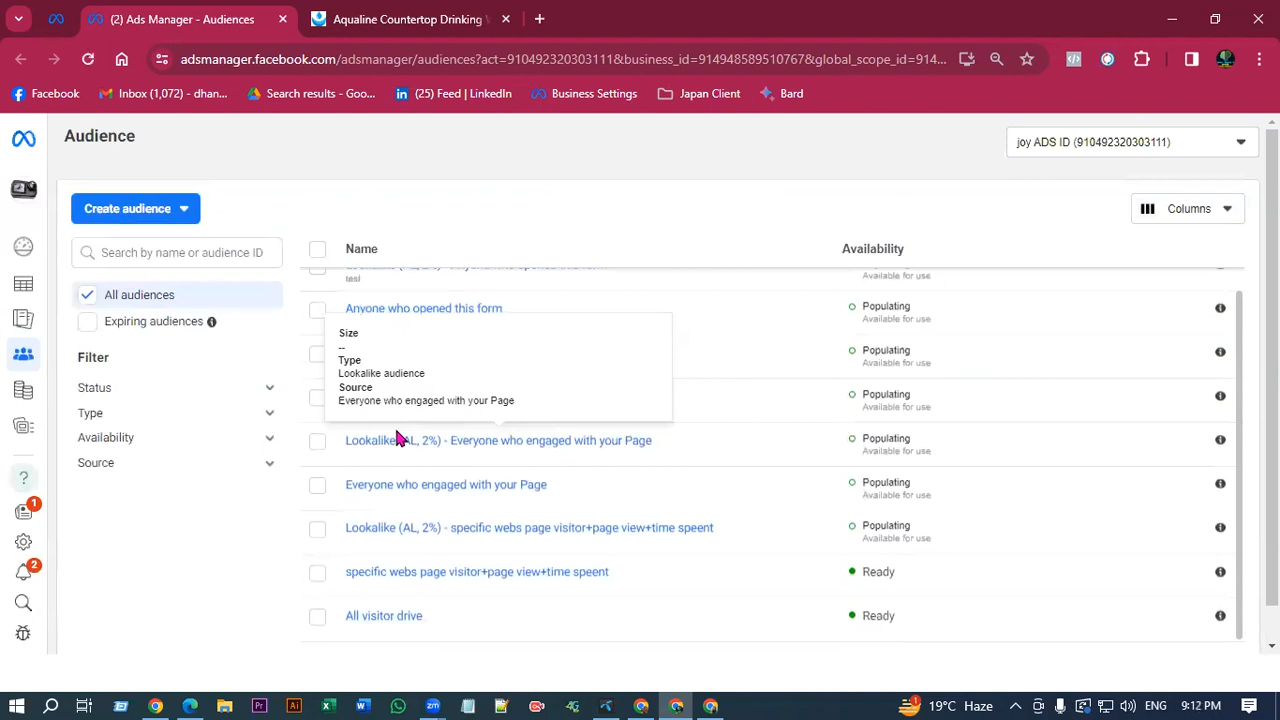 (2) Ads Manager - Audiences
Aqualine Countertop Drinking
adsmanager.facebook.com/adsmanager/audiences?act=910492320303111&business_id=914948589510767&global_scope_id=914...
Facebook
Inbox (1,072) - dhan...
Search results - Goo...
(25) Feed | LinkedIn
Business Settings
Japan Client
Bard
Audience
joy ADS ID (910492320303111)
Create audience
Columns
Search by name or audience ID
Name
Availability
test
Available for use
All audiences
Anyone who opened this form
Populating
Available for use
Expiring audiences
Size
--
Type
Lookalike audience
Source
Everyone who engaged with your Page
Filter
Status
Type
Availability
Source
Populating
Available for use
Populating
Available for use
Lookalike (AL, 2%) - Everyone who engaged with your Page
Populating
Available for use
Everyone who engaged with your Page
Populating
Available for use
Lookalike (AL, 2%) - specific webs page visitor+page view+time speent
Populating
Available for use
specific webs page visitor+page view+time speent
Ready
All visitor drive
Ready
1
2
19°C Haze
ENG
9:12 PM